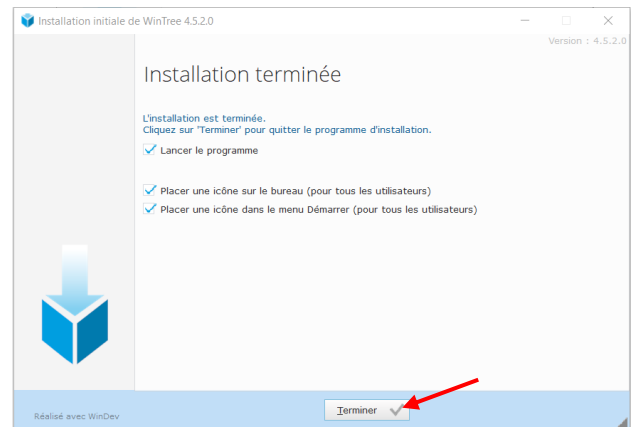 Installation initiale de WinTree 4.5.2.0
Version : 4.5.2.0
Installation terminée
L'installation est terminée.
Cliquez sur 'Terminer' pour quitter le programme d'installation.
Lancer le programme
Placer une icône sur le bureau (pour tous les utilisateurs)
Placer une icône dans le menu Démarrer (pour tous les utilisateurs)
Terminer
Réalisé avec WinDev